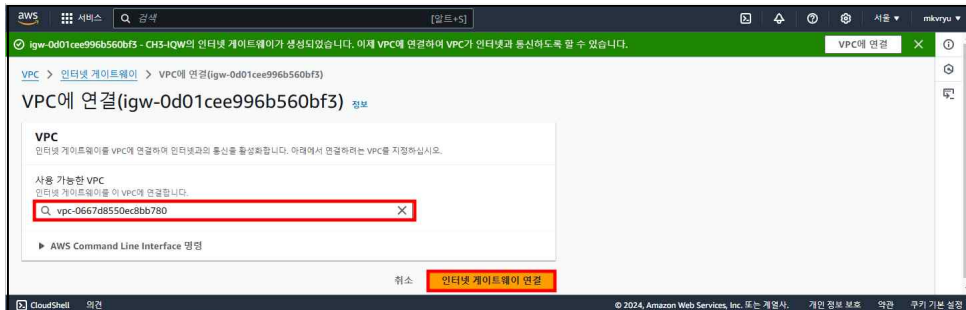 aws 서비스 검색 [알트+S] 서울 ▼ mkvryu ▼
igw-0d01cee996b560bf3 - CH3-IQW의 인터넷 게이트웨이가 생성되었습니다. 이제 VPC에 연결하여 VPC가 인터넷과 통신하도록 할 수 있습니다. VPC에 연결
VPC > 인터넷 게이트웨이 > VPC에 연결(igw-0d01cee996b560bf3)
VPC에 연결(igw-0d01cee996b560bf3) 정보
VPC
인터넷 게이트웨이를 VPC에 연결하여 인터넷과의 통신을 활성화합니다. 아래에서 연결하려는 VPC를 지정하십시오.
사용 가능한 VPC
인터넷 게이트웨이를 이 VPC에 연결합니다.
vpc-0667d8550ec8bb780
▶ AWS Command Line Interface 명령
취소 인터넷 게이트웨이 연결
CloudShell 의견 © 2024, Amazon Web Services, Inc. 또는 계열사. 개인 정보 보호 약관 쿠키 기본 설정